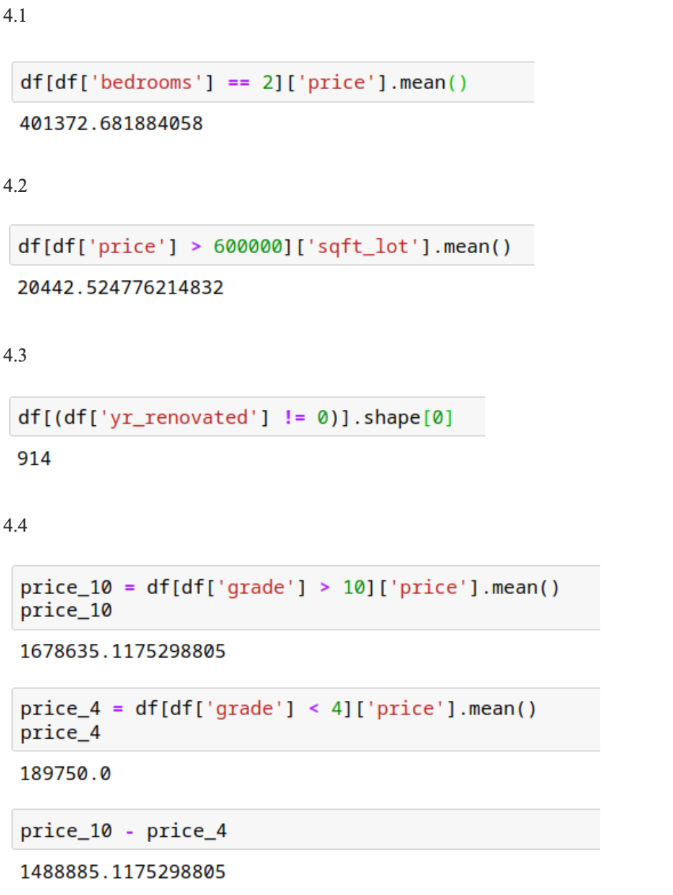 4.1
df[df['bedrooms'] == 2]['price'].mean()
401372.681884058
4.2
df[df['price'] > 600000]['sqft_lot'].mean()
20442.524776214832
4.3
df[(df['yr_renovated'] != 0)].shape[0]
914
4.4
price_10 = df[df['grade'] > 10]['price'].mean()
price_10
1678635.1175298805
price_4 = df[df['grade'] < 4]['price'].mean()
price_4
189750.0
price_10 - price_4
1488885.1175298805